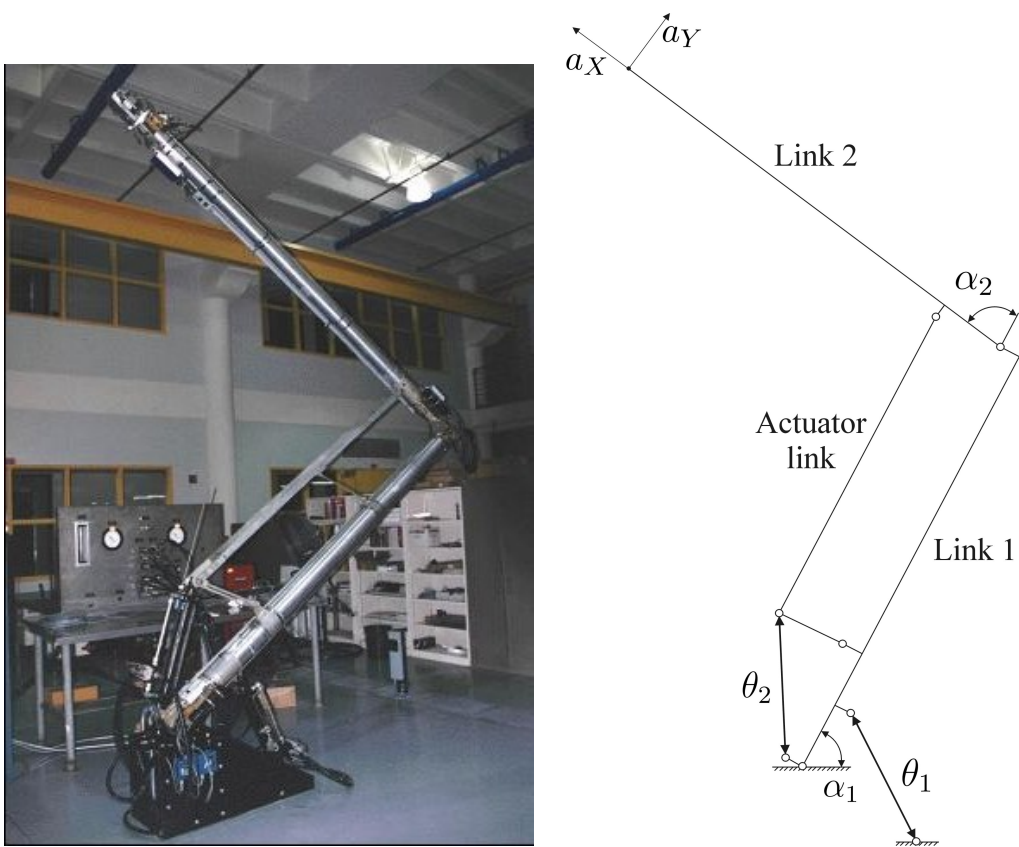 a_Y
a_X
Link 2
α_2
Actuator
link
Link 1
θ_2
α_1
θ_1